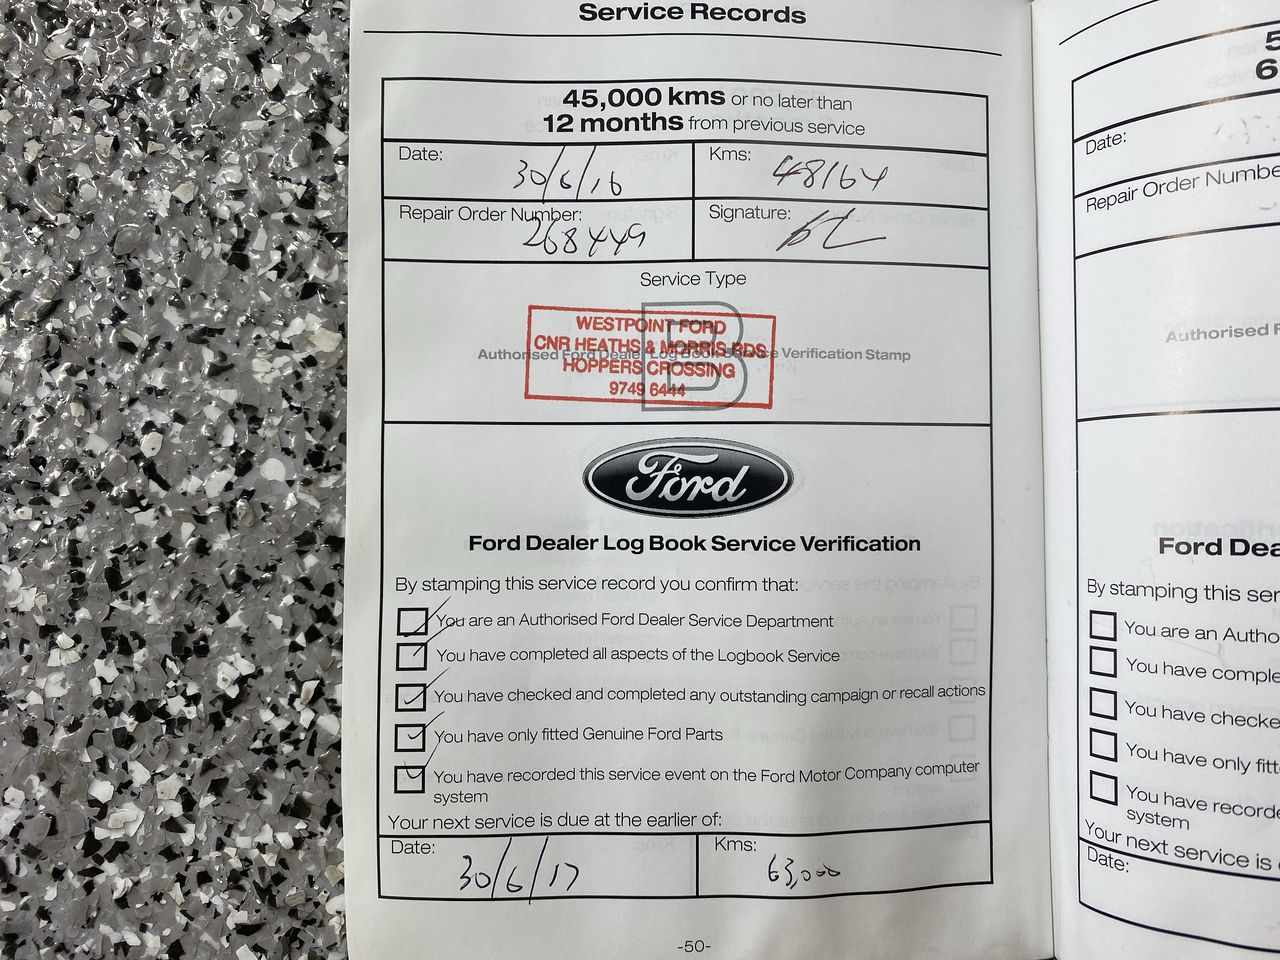 Service Records
45,000 kms or no later than
12 months from previous service
Date: 30/6/16
Kms: 48164
Repair Order Number: 268449
Signature:
Service Type
B
Authorised Ford Dealer Log Book Service Verification Stamp
WESTPOINT FORD
CNR HEATHS & MORRIS RDS
HOPPERS CROSSING
9749 6444
Ford
Ford Dealer Log Book Service Verification
By stamping this service record you confirm that:
You are an Authorised Ford Dealer Service Department
You have completed all aspects of the Logbook Service
You have checked and completed any outstanding campaign or recall actions
You have only fitted Genuine Ford Parts
You have recorded this service event on the Ford Motor Company computer
system
Your next service is due at the earlier of:
Date: 30/6/17
Kms: 63,000
-50-
5
6
Date:
Repair Order Numbe
Authorised F
Ford Dea
By stamping this ser
You are an Autho
You have comple
You have checke
You have only fitt
You have recorde
system
Your next service is
Date: